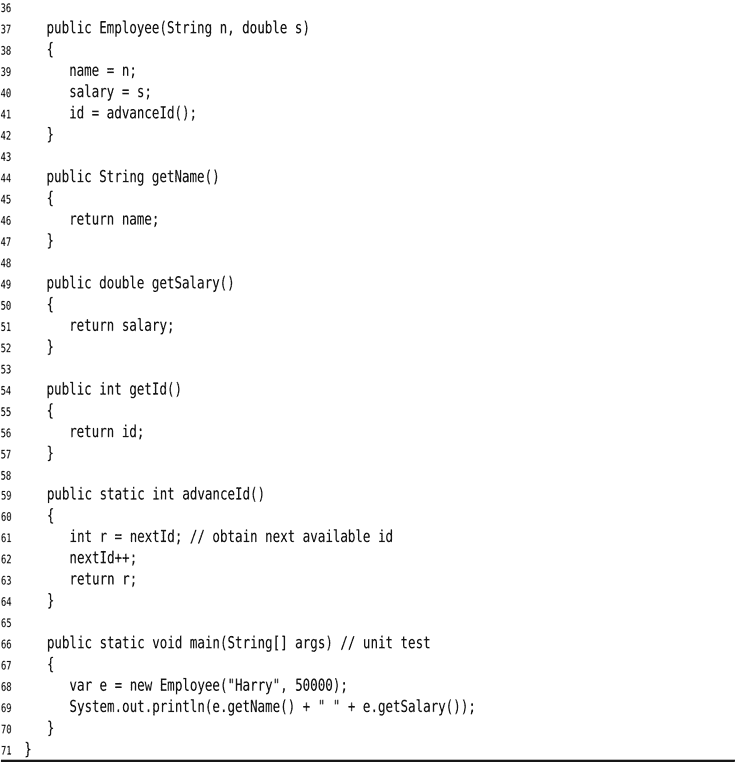 36
37    public Employee(String n, double s)
38    {
39       name = n;
40       salary = s;
41       id = advanceId();
42    }
43
44    public String getName()
45    {
46       return name;
47    }
48
49    public double getSalary()
50    {
51       return salary;
52    }
53
54    public int getId()
55    {
56       return id;
57    }
58
59    public static int advanceId()
60    {
61       int r = nextId; // obtain next available id
62       nextId++;
63       return r;
64    }
65
66    public static void main(String[] args) // unit test
67    {
68       var e = new Employee("Harry", 50000);
69       System.out.println(e.getName() + " " + e.getSalary());
70    }
71 }